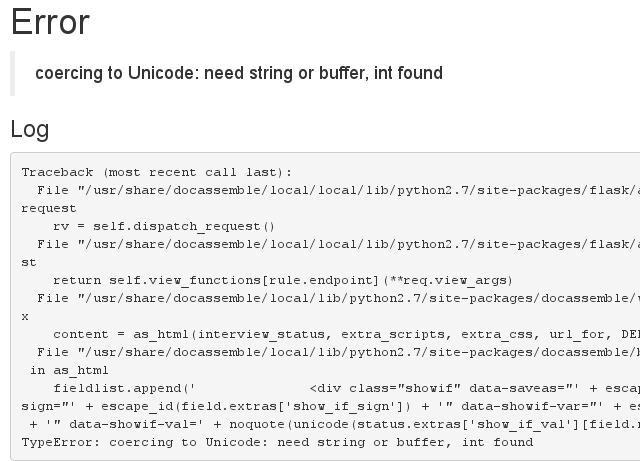 Error
coercing to Unicode: need string or buffer, int found
Log
Traceback (most recent call last):
File "/usr/share/docassemble/local/local/lib/python2.7/site-packages/flask/
request
rv = self.dispatch_request()
File "/usr/share/docassemble/local/local/lib/python2.7/site-packages/flask/
st
return self.view_functions[rule.endpoint](**req.view_args)
File "/usr/share/docassemble/local/local/lib/python2.7/site-packages/docassemble/
x
content = as_html(interview_status, extra_scripts, extra_css, url_for,
File "/usr/share/docassemble/local/local/lib/python2.7/site-packages/docassemble/
in as_html
fieldlist.append(' <div class="showif" data-saveas="' +
sign="' + escape_id(field.extras['show_if_sign']) + '" data-showif-var="' +
+ '" data-showif-val=' + noquote(unicode(status.extras['show_if_val'][field.
TypeError: coercing to Unicode: need string or buffer, int found